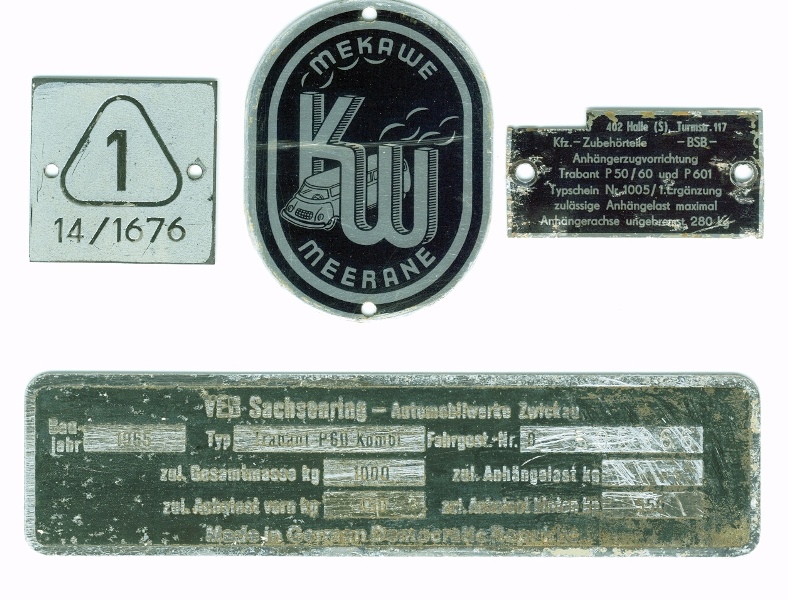 1
14/1676
MEKAWE
KW
MEERANE
402 Halle (S), Turmstr. 117
Kfz.-Zubehörteile -BSB-
Anhängerzugvorrichtung
Trabant P 50/60 und P 601
Typschein Nr. 1005/1.Ergänzung
zulässige Anhängelast maximal
Anhängerachse ungebremst 280 Kg
VEB Sachsenring - Automobilwerke Zwickau
Bau-
jahr 1965 Typ Trabant P60 Kombi Fahrgest.-Nr.
zul. Gesamtmasse kg 1000 zul. Anhängelast kg
zul. Achslast vorn kg zul. Achslast hinten kg
Made in German Democratic Republic